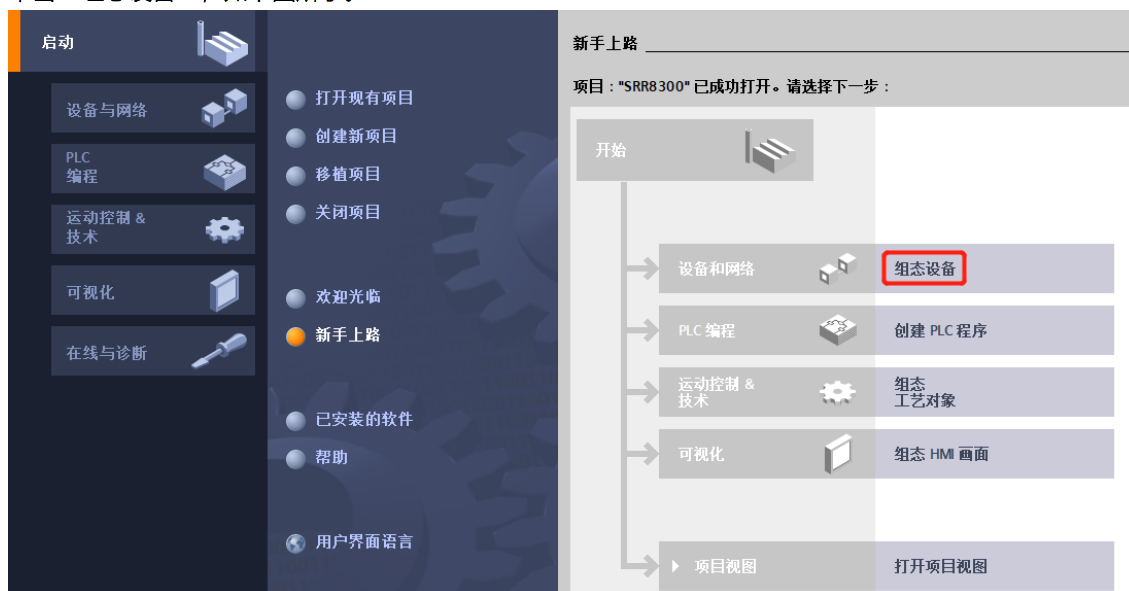 启动
设备与网络
PLC
编程
运动控制 &
技术
可视化
在线与诊断
打开现有项目
创建新项目
移植项目
关闭项目
欢迎光临
新手上路
已安装的软件
帮助
用户界面语言
新手上路
项目："SRR8300" 已成功打开。请选择下一步：
开始
设备和网络
组态设备
PLC 编程
创建 PLC 程序
运动控制 &
技术
组态
工艺对象
可视化
组态 HMI 画面
项目视图
打开项目视图